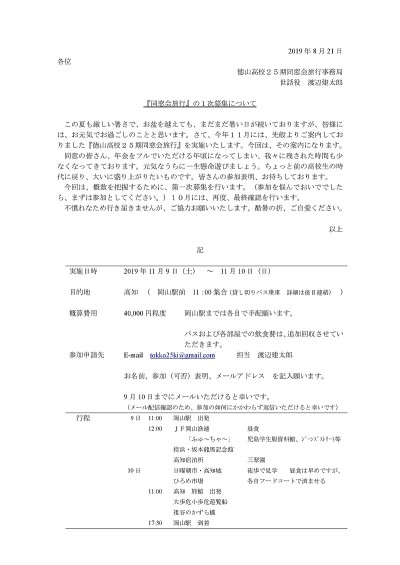 2019 年 8 月 21 日
各位
徳山高校２５期同窓会旅行事務局
世話役　渡辺建太郎
『同窓会旅行』の１次募集について
この夏も厳しい暑さで、お盆を越えても、まだまだ暑い日が続いておりますが、皆様に
は、お元気でお過ごしのことと思います。さて、今年１１月には、先般よりご案内してお
りました『徳山高校２５期同窓会旅行』を実施いたします。今回は、その案内になります。
同窓の皆さん、年金をフルでいただける年頃になってしまい、我々に残された時間も少
なくなってきております。元気なうちに一生懸命遊びましょう。ちょっと前の高校生の時
代に戻り、大いに盛り上がりたいものです。皆さんの参加表明、お待ちしております。
今回は、概数を把握するために、第一次募集を行います。（参加を悩んでおいででした
ら、まずは参加としてください。）１０月には、再度、最終確認を行います。
不慣れなため行き届きませんが、ご協力お願いいたします。酷暑の折、ご自愛ください。
以上
記
実施日時　2019 年 11 月 9 日（土）　～　11 月 10 日（日）
目的地　高知　（　岡山駅前　11：00 集合（貸し切りバス乗車　詳細は後日連絡）　）
概算費用　40,000 円程度　岡山駅までは各自で手配願います。
バスおよび各部屋での飲食費は、追加回収させてい
ただきます。
参加申請先　E-mail　tokko25ki@gmail.com　担当　渡辺建太郎
お名前、参加（可否）表明、メールアドレス　を記入願います。
9 月 10 日までにメールいただけると幸いです。
（メール配信確認のため、参加の如何にかかわらず返信いただけると幸いです）
行程　9 日　11:00　岡山駅　出発
12:00　ＪＦ岡山漁連　昼食
「ふゅ～ちゃ～」　児島学生服資料館、ジーンズストリート等
桂浜・坂本龍馬記念館
高知宿泊所　三翠園
10 日　日曜朝市・高知城　徒歩で見学　昼食は早めですが、
ひろめ市場　各自フードコートで済ませる
11:00　高知　旅館　出発
大歩危小歩危遊覧船
祖谷のかずら橋
17:30　岡山駅　到着